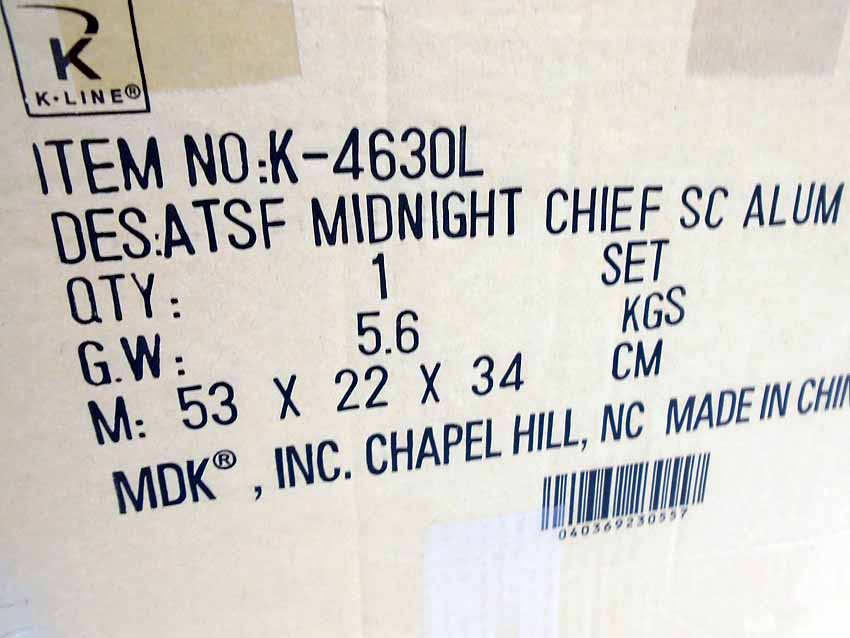 K
K·LINE®
ITEM NO:K-4630L
DES:ATSF MIDNIGHT CHIEF SC ALUM
QTY: 1 SET
G.W: 5.6 KGS
M: 53 X 22 X 34 CM
MDK®, INC. CHAPEL HILL, NC MADE IN CHIN
040369230557